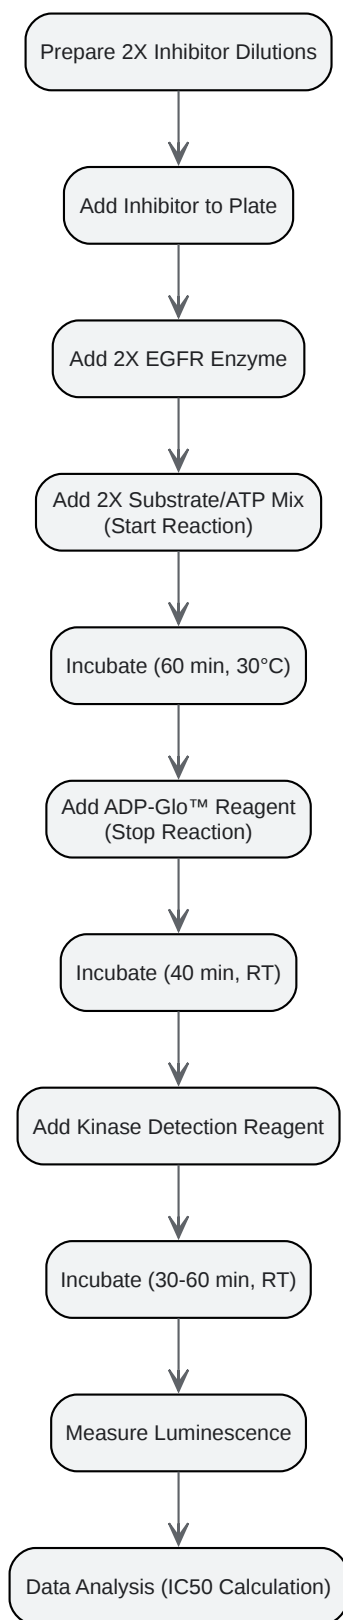 Prepare 2X Inhibitor Dilutions
Add Inhibitor to Plate
Add 2X EGFR Enzyme
Add 2X Substrate/ATP Mix
(Start Reaction)
Incubate (60 min, 30°C)
Add ADP-Glo™ Reagent
(Stop Reaction)
Incubate (40 min, RT)
Add Kinase Detection Reagent
Incubate (30-60 min, RT)
Measure Luminescence
Data Analysis (IC50 Calculation)